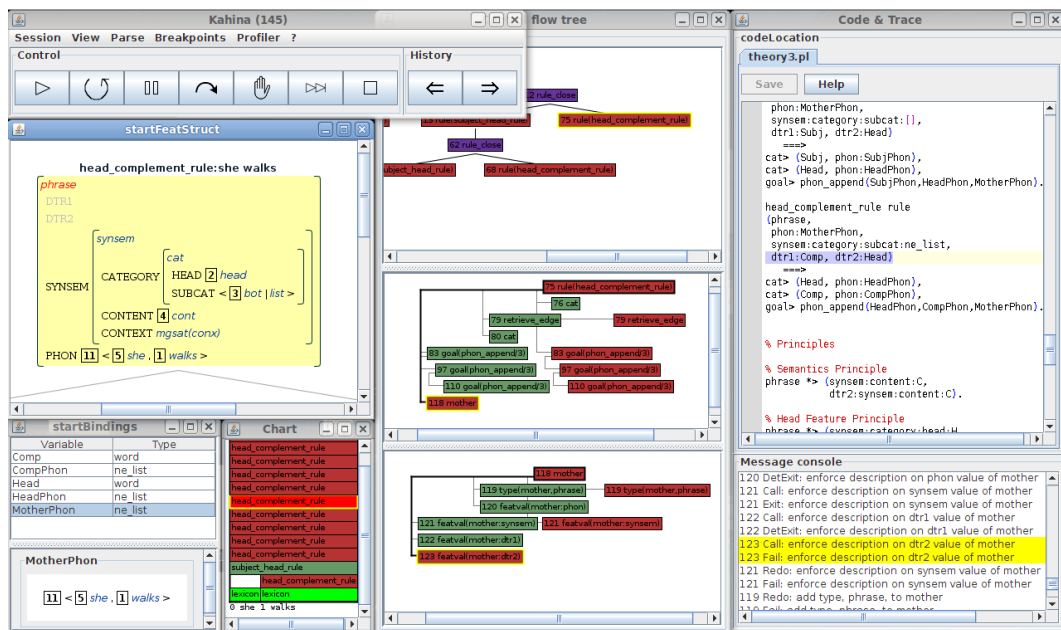 Kahina (145)
Session View Parse Breakpoints Profiler ?
Control
History
flow tree
rule_close
75 rule(head_complement_rule)
62 rule_close
68 rule(head_complement_rule)
startFeatStruct
head_complement_rule:she walks
phrase
DTR1
DTR2
synsem
cat
CATEGORY
HEAD 2 head
SUBCAT < 3 bot | list >
SYNSEM
CONTENT 4 cont
CONTEXT mgsat(conx)
PHON 11 < 5 she , 1 walks >
75 rule(head_complement_rule)
76 cat
79 retrieve_edge 79 retrieve_edge
80 cat
83 goal(phon_append/3) 83 goal(phon_append/3)
97 goal(phon_append/3) 97 goal(phon_append/3)
110 goal(phon_append/3) 110 goal(phon_append/3)
118 mother
118 mother
119 type(mother,phrase) 119 type(mother,phrase)
120 featval(mother:phon)
121 featval(mother:synsem) 121 featval(mother:synsem)
122 featval(mother:dtr1)
123 featval(mother:dtr2)
startBindings
Variable Type
Comp word
CompPhon ne_list
Head word
HeadPhon ne_list
MotherPhon ne_list
MotherPhon
11 < 5 she , 1 walks >
Chart
head_complement_rule
head_complement_rule
head_complement_rule
head_complement_rule
head_complement_rule
head_complement_rule
head_complement_rule
head_complement_rule
head_complement_rule
subject_head_rule
head_complement_rule
lexicon lexicon
0 she 1 walks
Code & Trace
codeLocation
theory3.pl
Save Help
phon:MotherPhon,
synsem:category:subcat:[],
dtr1:Subj, dtr2:Head)
===>
cat> (Subj, phon:SubjPhon),
cat> (Head, phon:HeadPhon),
goal> phon_append(SubjPhon,HeadPhon,MotherPhon).
head_complement_rule rule
(phrase,
phon:MotherPhon,
synsem:category:subcat:ne_list,
dtr1:Comp, dtr2:Head)
===>
cat> (Head, phon:HeadPhon),
cat> (Comp, phon:CompPhon),
goal> phon_append(HeadPhon,CompPhon,MotherPhon).
% Principles
% Semantics Principle
phrase *> (synsem:content:C,
dtr2:synsem:content:C).
% Head Feature Principle
phrase *> (synsem:category:head:H,
Message console
120 DetExit: enforce description on phon value of mother
121 Call: enforce description on synsem value of mother
121 Exit: enforce description on synsem value of mother
122 Call: enforce description on dtr1 value of mother
122 DetExit: enforce description on dtr1 value of mother
123 Call: enforce description on dtr2 value of mother
123 Fail: enforce description on dtr2 value of mother
121 Redo: enforce description on synsem value of mother
121 Fail: enforce description on synsem value of mother
119 Redo: add type, phrase, to mother
119 Fail: add type, phrase, to mother